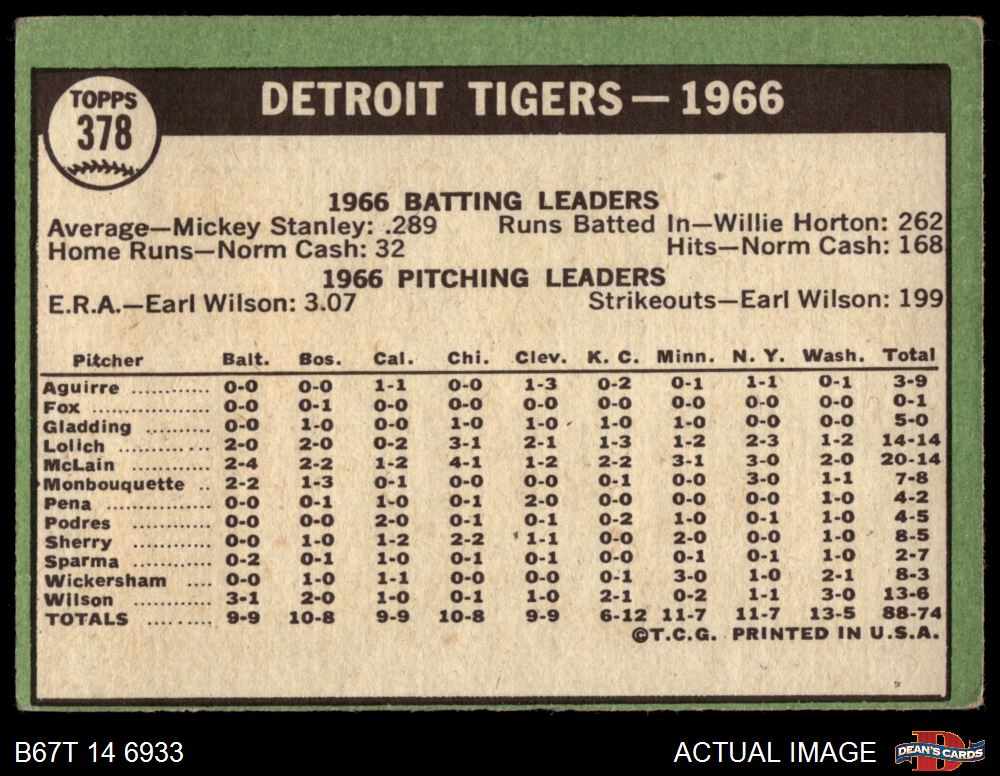 TOPPS
378
DETROIT TIGERS—1966
1966 BATTING LEADERS
Average—Mickey Stanley: .289 Runs Batted In—Willie Horton: 262
Home Runs—Norm Cash: 32 Hits—Norm Cash: 168
1966 PITCHING LEADERS
E.R.A.—Earl Wilson: 3.07 Strikeouts—Earl Wilson: 199
Pitcher Balt. Bos. Cal. Chi. Clev. K. C. Minn. N. Y. Wash. Total
Aguirre ........... 0-0 0-0 1-1 0-0 1-3 0-2 0-1 1-1 0-1 3-9
Fox ................ 0-0 0-1 0-0 0-0 0-0 0-0 0-0 0-0 0-0 0-1
Gladding ......... 0-0 1-0 0-0 1-0 1-0 1-0 1-0 0-0 0-0 5-0
Lolich ............ 2-0 2-0 0-2 3-1 2-1 1-3 1-2 2-3 1-2 14-14
McLain ........... 2-4 2-2 1-2 4-1 1-2 2-2 3-1 3-0 2-0 20-14
Monbouquette .. 2-2 1-3 0-1 0-0 0-0 0-1 0-0 3-0 1-1 7-8
Pena .............. 0-0 0-1 1-0 0-1 2-0 0-0 0-0 0-0 1-0 4-2
Podres ........... 0-0 0-0 2-0 0-1 0-1 0-2 1-0 0-1 1-0 4-5
Sherry ........... 0-0 1-0 1-2 2-2 1-1 0-0 2-0 0-0 1-0 8-5
Sparma .......... 0-2 0-1 1-0 0-1 0-1 0-0 0-1 0-1 1-0 2-7
Wickersham .... 0-0 1-0 1-1 0-0 0-0 0-1 3-0 1-0 2-1 8-3
Wilson ........... 3-1 2-0 1-0 0-1 1-0 2-1 0-2 1-1 3-0 13-6
TOTALS ......... 9-9 10-8 9-9 10-8 9-9 6-12 11-7 11-7 13-5 88-74
©T.C.G. PRINTED IN U.S.A.
B67T 14 6933 ACTUAL IMAGE DEAN'S CARDS